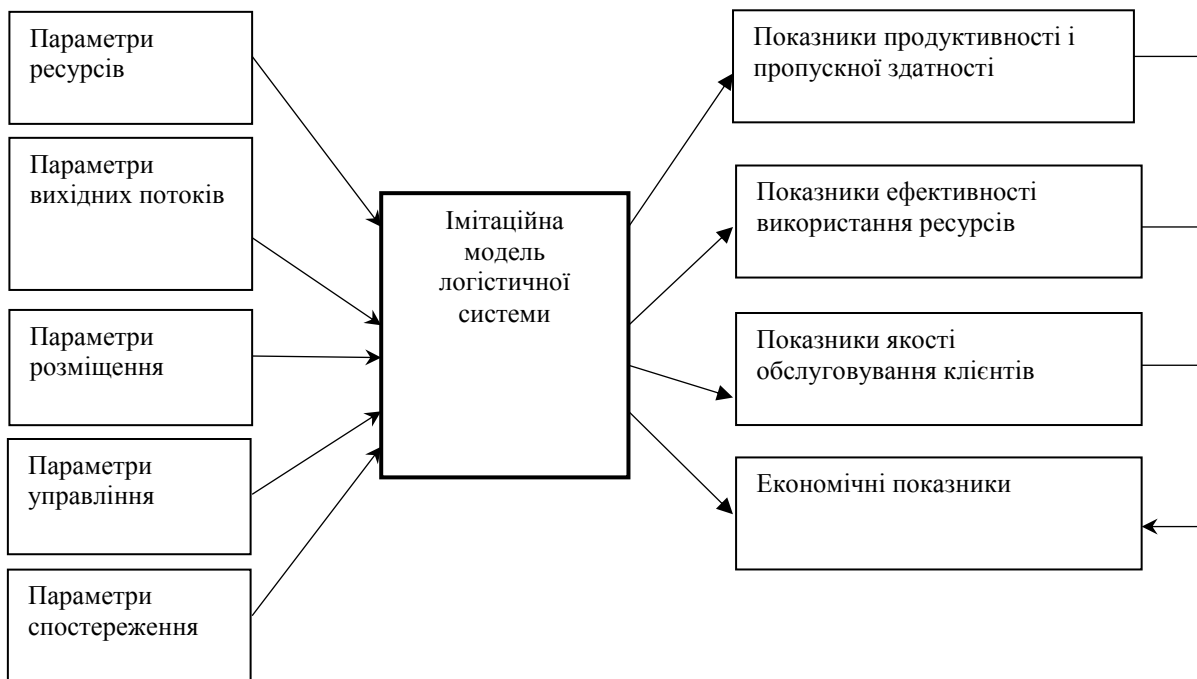 Параметри
ресурсів
Параметри
вихідних потоків
Параметри
розміщення
Параметри
управління
Параметри
спостереження
Імітаційна
модель
логістичної
системи
Показники продуктивності і
пропускної здатності
Показники ефективності
використання ресурсів
Показники якості
обслуговування клієнтів
Економічні показники